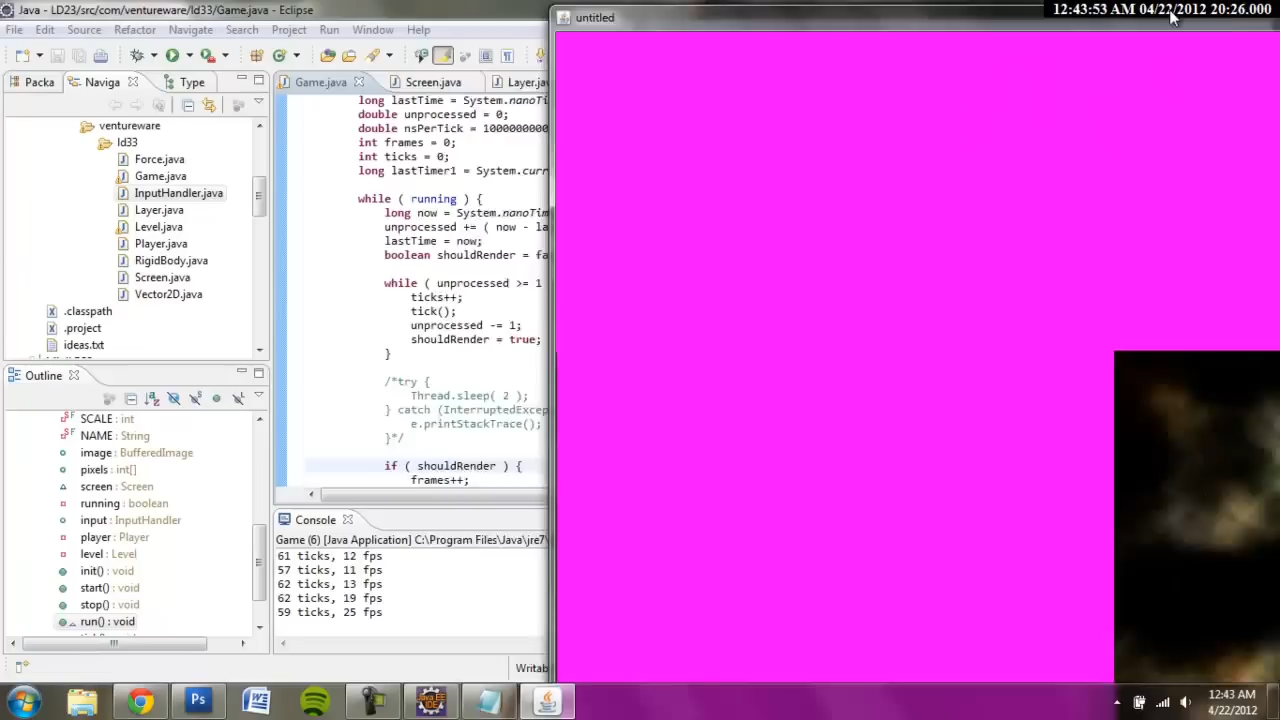 Java - LD23/src/com/ventureware/ld33/Game.java - Eclipse
untitled
12:43:53 AM 04/22/2012 20:26.000
File Edit Source Refactor Navigate Search Project Run Window Help
Packa Naviga Type
Game.java Screen.java Layer.jav
ventureware
ld33
Force.java
Game.java
InputHandler.java
Layer.java
Level.java
Player.java
RigidBody.java
Screen.java
Vector2D.java
.classpath
.project
ideas.txt
long lastTime = System.nanoTi
double unprocessed = 0;
double nsPerTick = 1000000000
int frames = 0;
int ticks = 0;
long lastTimer1 = System.curr
while ( running ) {
long now = System.nanoTim
unprocessed += ( now - la
lastTime = now;
boolean shouldRender = fa
while ( unprocessed >= 1
ticks++;
tick();
unprocessed -= 1;
shouldRender = true;
}
/*try {
Thread.sleep( 2 );
} catch (InterruptedExcep
e.printStackTrace();
}*/
if ( shouldRender ) {
frames++;
Outline
SCALE : int
NAME : String
image : BufferedImage
pixels : int[]
screen : Screen
running : boolean
input : InputHandler
player : Player
level : Level
init() : void
start() : void
stop() : void
run() : void
Console
Game (6) [Java Application] C:\Program Files\Java\jre7\
61 ticks, 12 fps
57 ticks, 11 fps
62 ticks, 13 fps
62 ticks, 19 fps
59 ticks, 25 fps
Writab
12:43 AM
4/22/2012